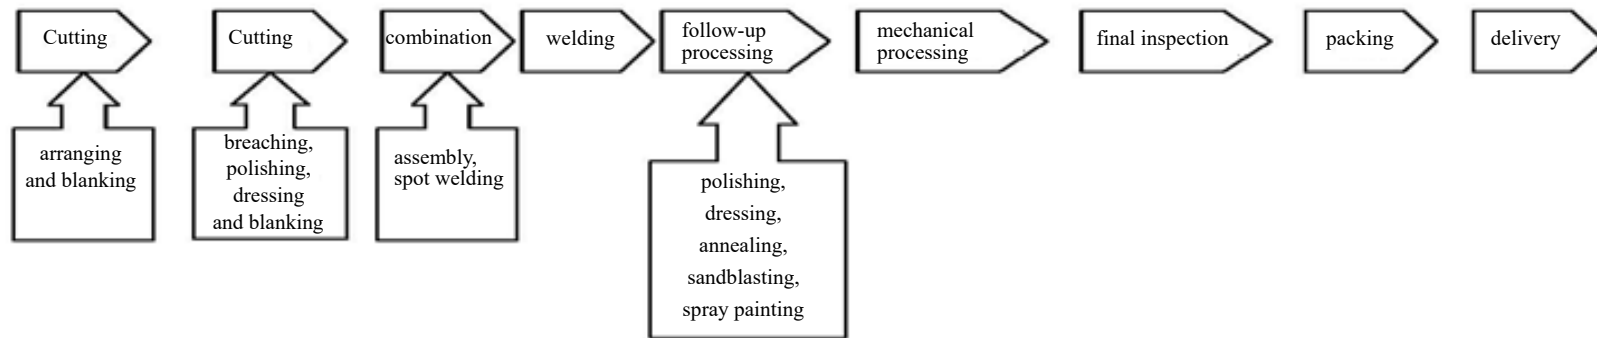 Cutting
Cutting
combination
welding
follow-up
processing
mechanical
processing
final inspection
packing
delivery
arranging
and blanking
breaching,
polishing,
dressing
and blanking
assembly,
spot welding
polishing,
dressing,
annealing,
sandblasting,
spray painting